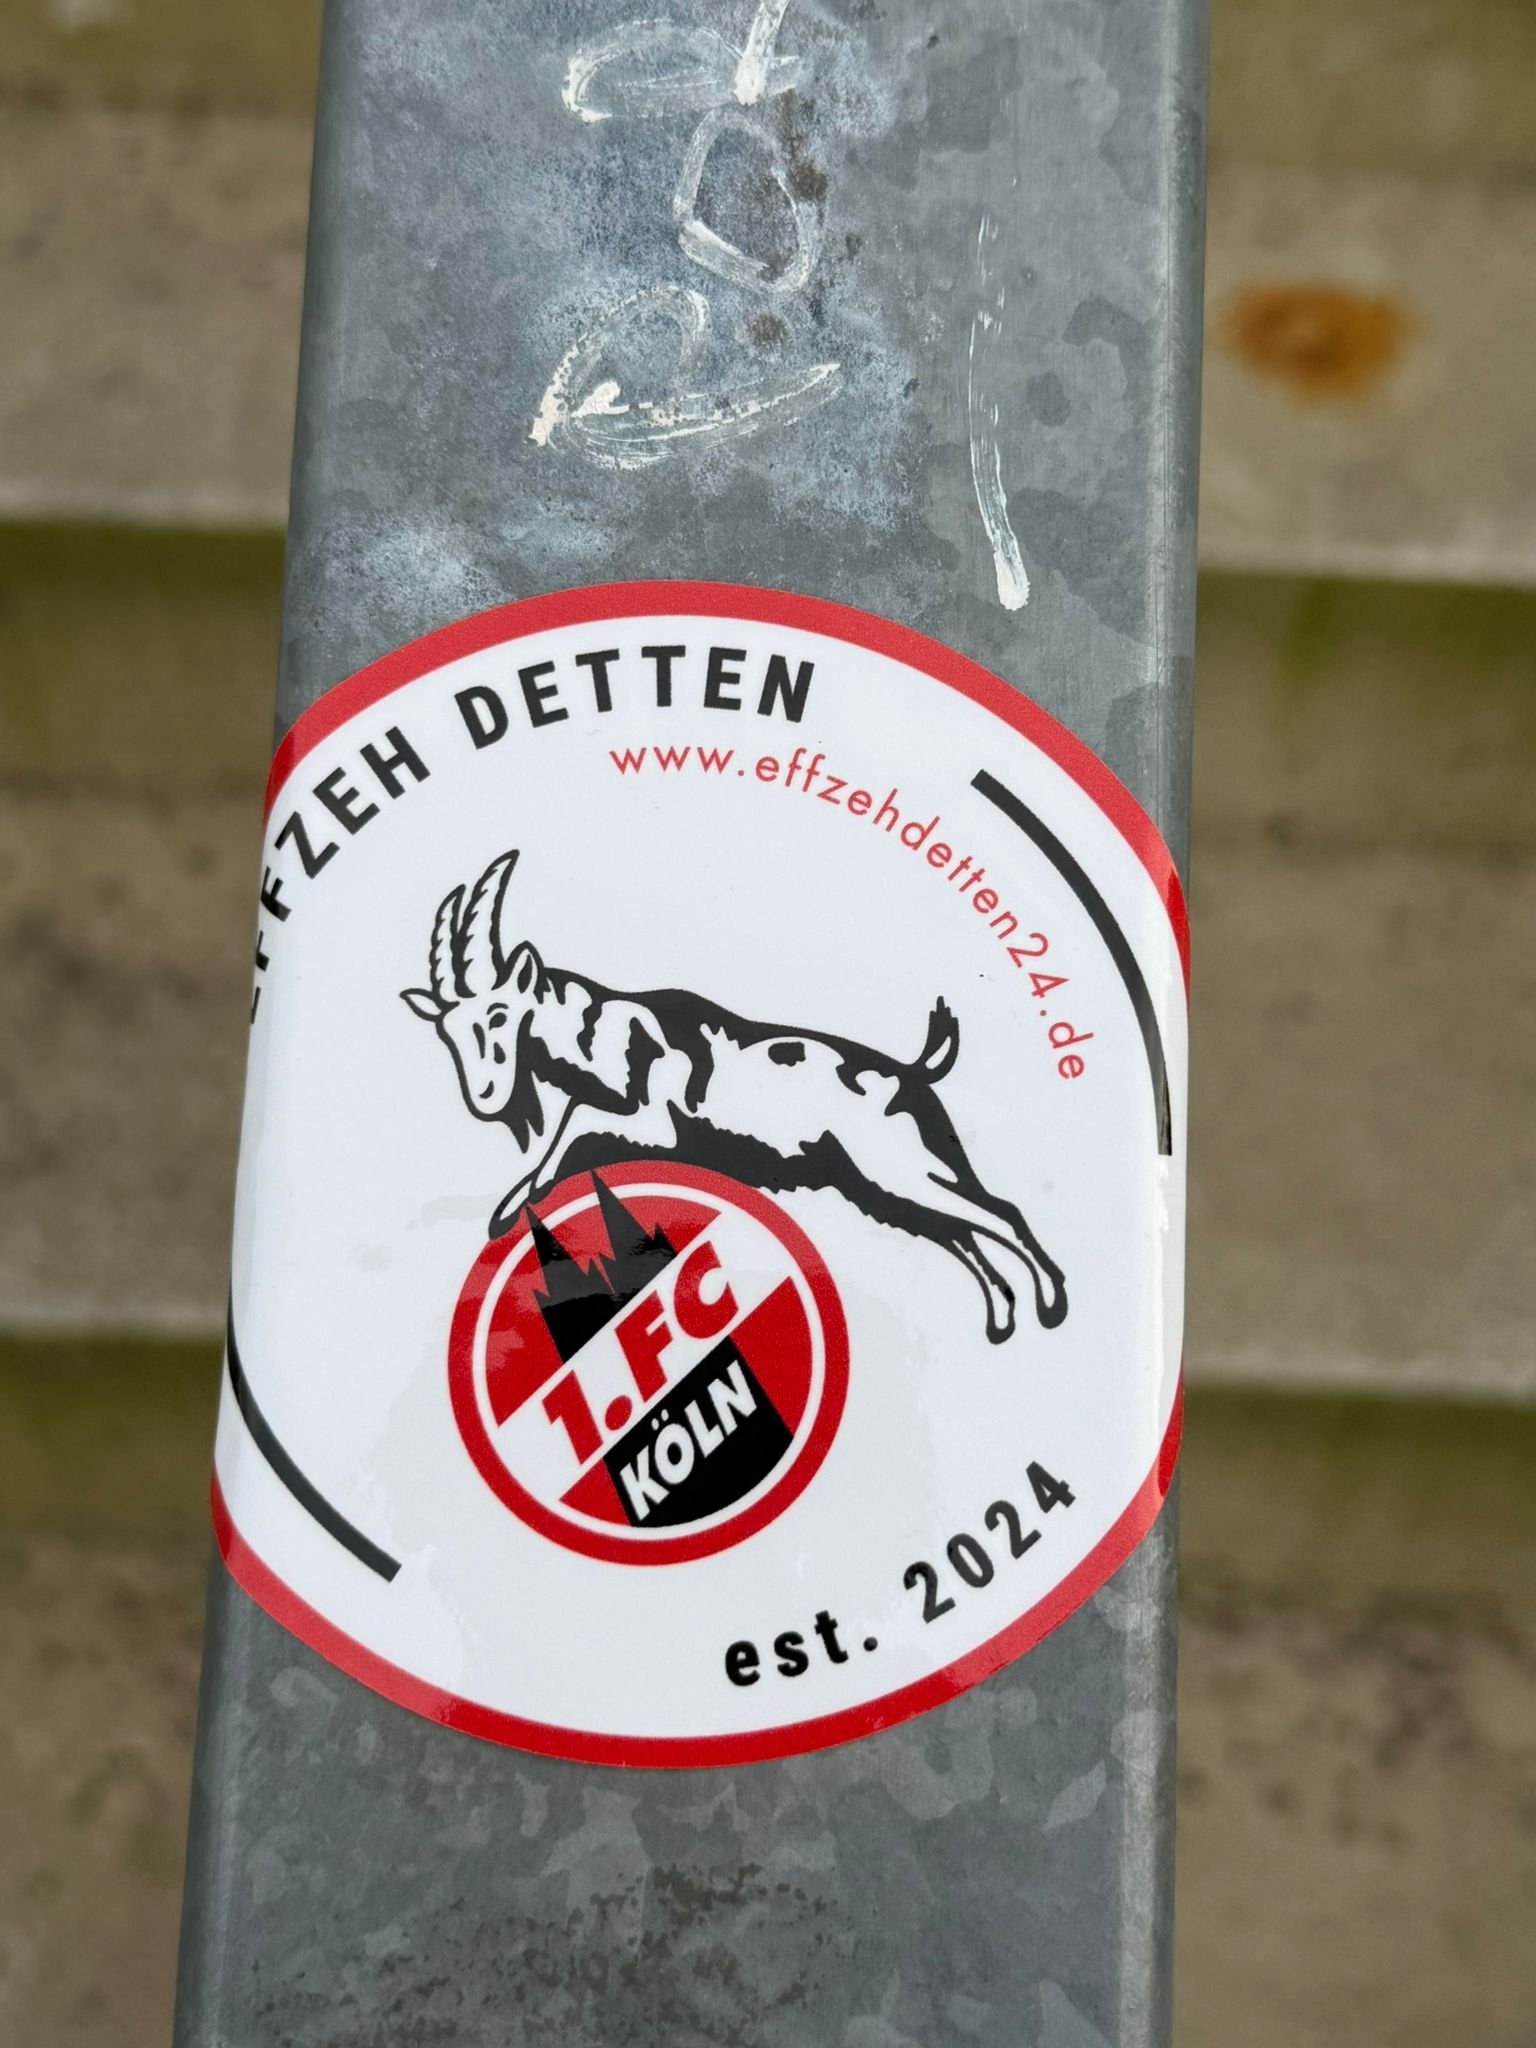 EFFZEH DETTEN
www.effzehdetten24.de
1.FC
KÖLN
est. 2024